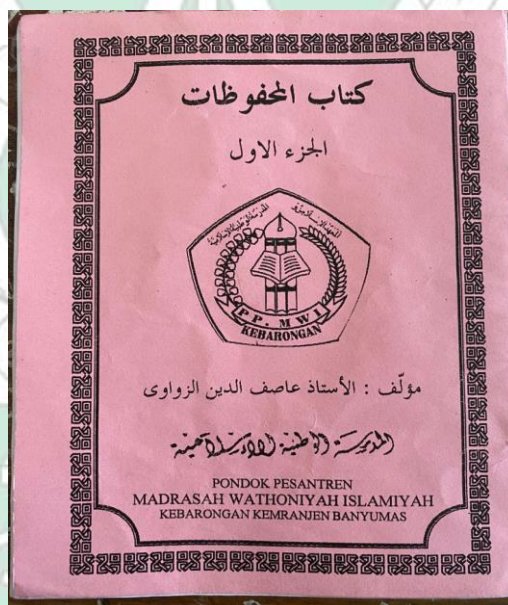 كتاب المحفوظات
الجزء الاول
P P . M W I
KEBARONGAN
مؤلّف : الأستاذ عاصف الدين الزواوى
المدرسة الوطنية الإسلامية
PONDOK PESANTREN
MADRASAH WATHONIYAH ISLAMIYAH
KEBARONGAN KEMRANJEN BANYUMAS